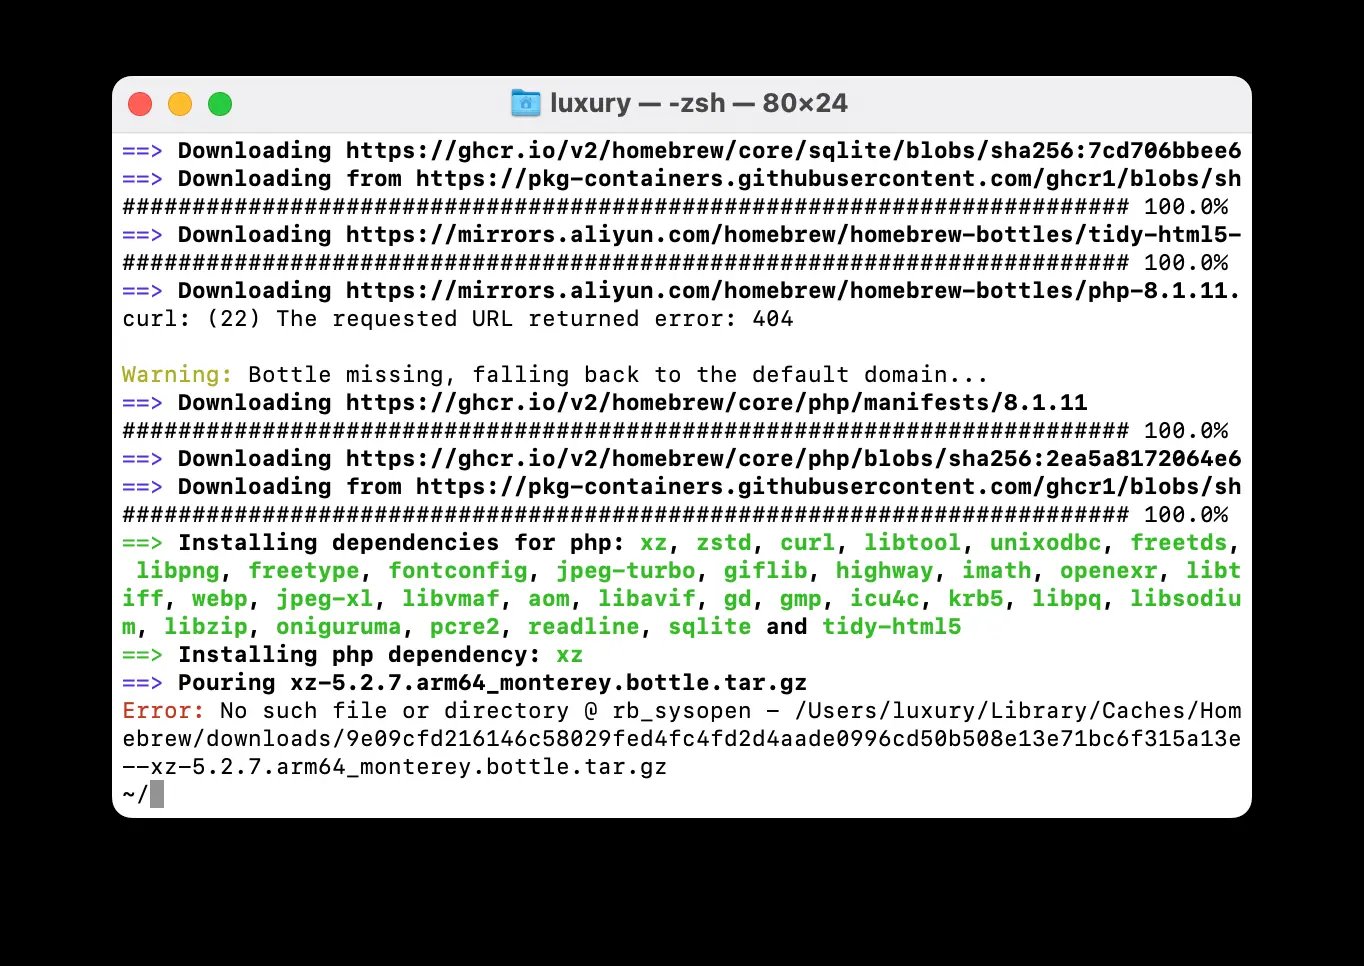 luxury — -zsh — 80×24
==> Downloading https://ghcr.io/v2/homebrew/core/sqlite/blobs/sha256:7cd706bbee6
==> Downloading from https://pkg-containers.githubusercontent.com/ghcr1/blobs/sh
######################################################################## 100.0%
==> Downloading https://mirrors.aliyun.com/homebrew/homebrew-bottles/tidy-html5-
######################################################################## 100.0%
==> Downloading https://mirrors.aliyun.com/homebrew/homebrew-bottles/php-8.1.11.
curl: (22) The requested URL returned error: 404
Warning: Bottle missing, falling back to the default domain...
==> Downloading https://ghcr.io/v2/homebrew/core/php/manifests/8.1.11
######################################################################## 100.0%
==> Downloading https://ghcr.io/v2/homebrew/core/php/blobs/sha256:2ea5a8172064e6
==> Downloading from https://pkg-containers.githubusercontent.com/ghcr1/blobs/sh
######################################################################## 100.0%
==> Installing dependencies for php: xz, zstd, curl, libtool, unixodbc, freetds,
libpng, freetype, fontconfig, jpeg-turbo, giflib, highway, imath, openexr, libt
iff, webp, jpeg-xl, libvmaf, aom, libavif, gd, gmp, icu4c, krb5, libpq, libsodiu
m, libzip, oniguruma, pcre2, readline, sqlite and tidy-html5
==> Installing php dependency: xz
==> Pouring xz-5.2.7.arm64_monterey.bottle.tar.gz
Error: No such file or directory @ rb_sysopen - /Users/luxury/Library/Caches/Hom
ebrew/downloads/9e09cfd216146c58029fed4fc4fd2d4aade0996cd50b508e13e71bc6f315a13e
--xz-5.2.7.arm64_monterey.bottle.tar.gz
~/